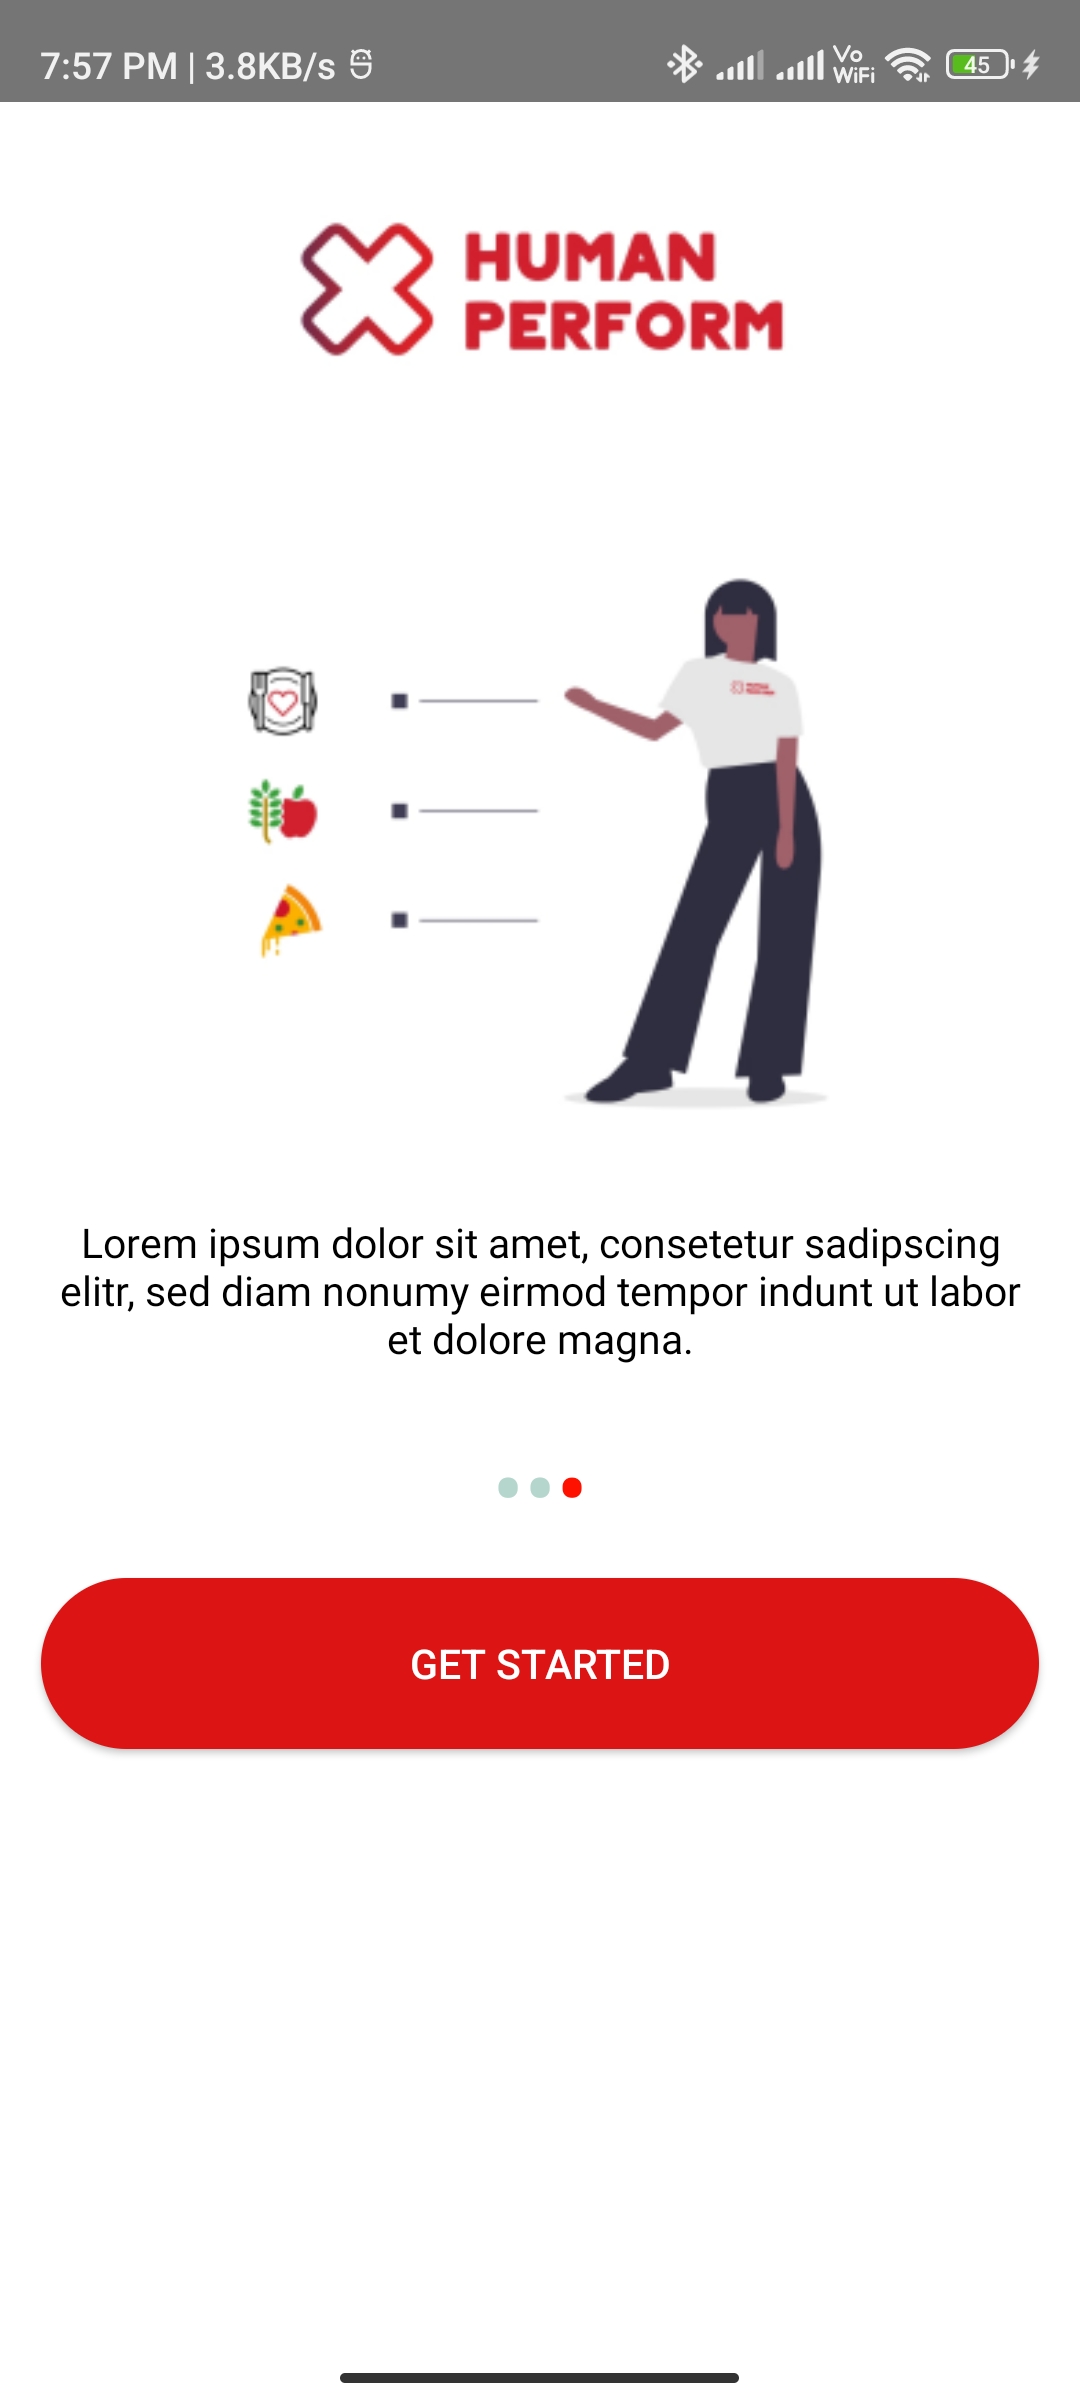 7:57 PM | 3.8KB/s
Vo
WiFi
45
HUMAN
PERFORM
Lorem ipsum dolor sit amet, consetetur sadipscing
elitr, sed diam nonumy eirmod tempor indunt ut labor
et dolore magna.
GET STARTED